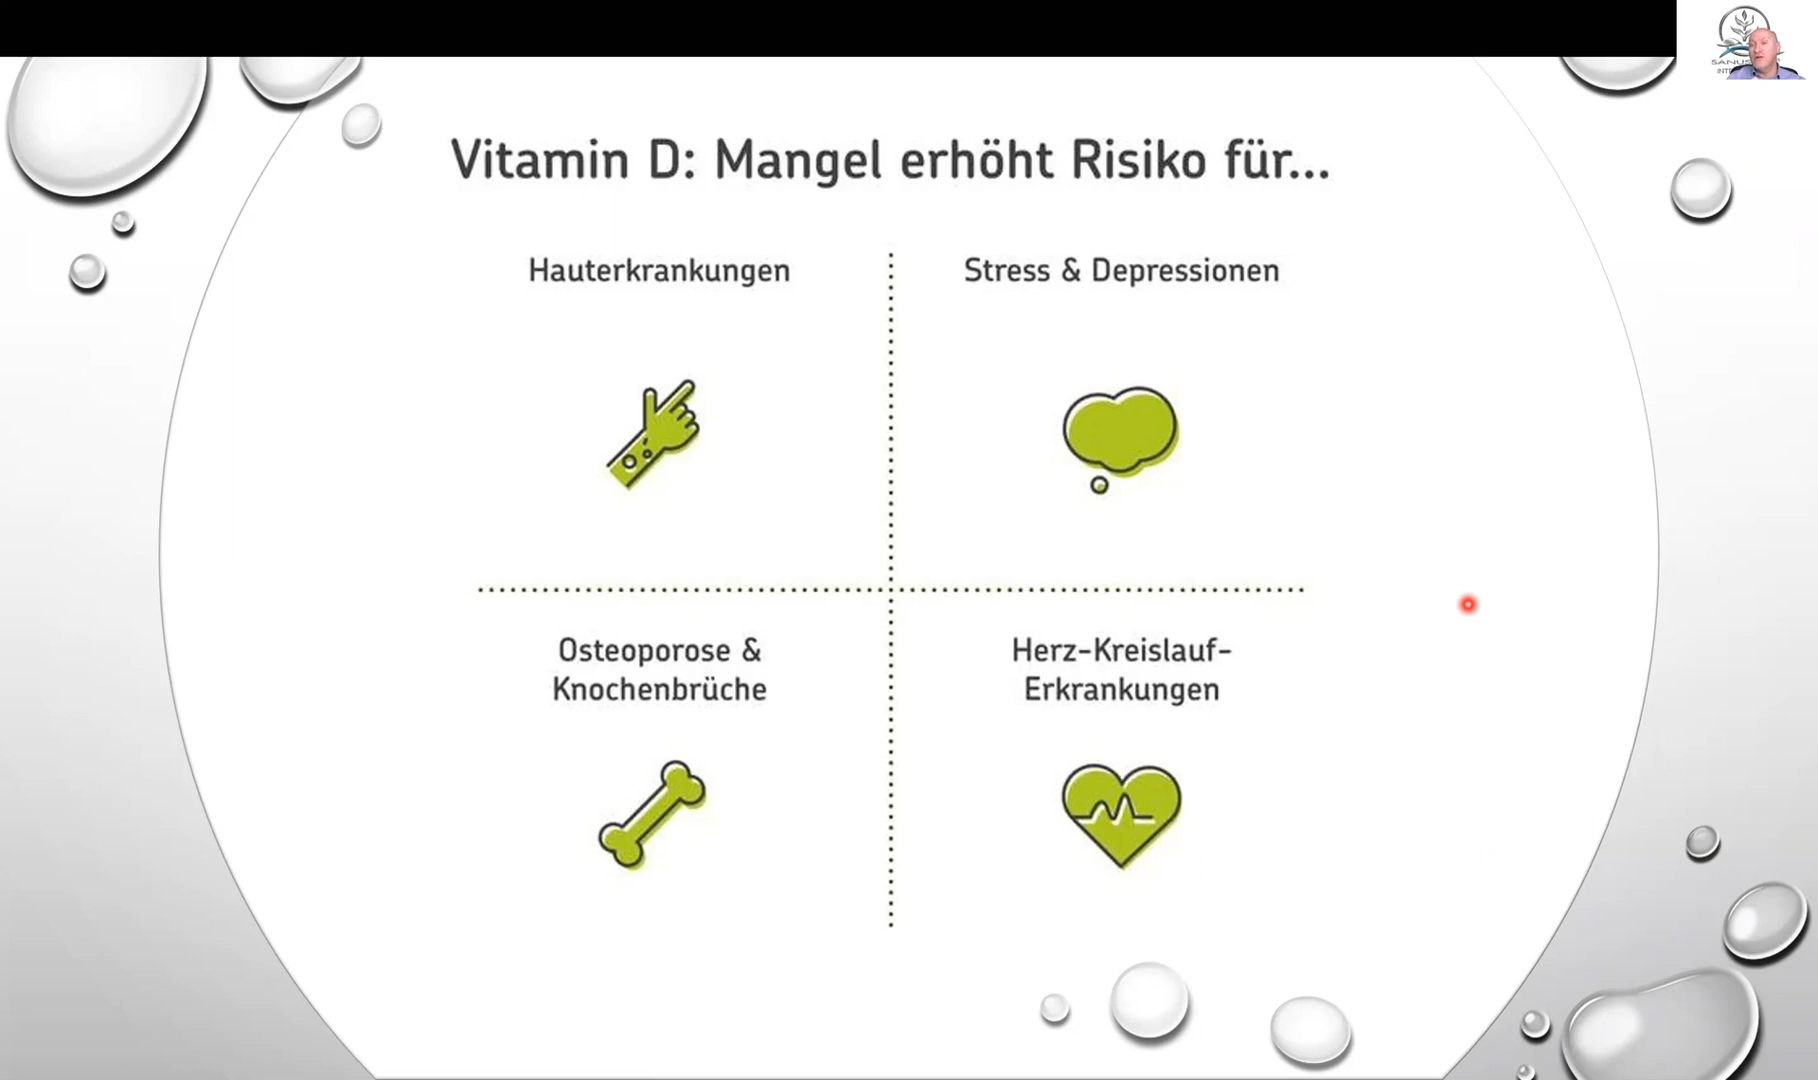 Vitamin D: Mangel erhöht Risiko für...
Hauterkrankungen
Stress & Depressionen
Osteoporose &
Knochenbrüche
Herz-Kreislauf-
Erkrankungen